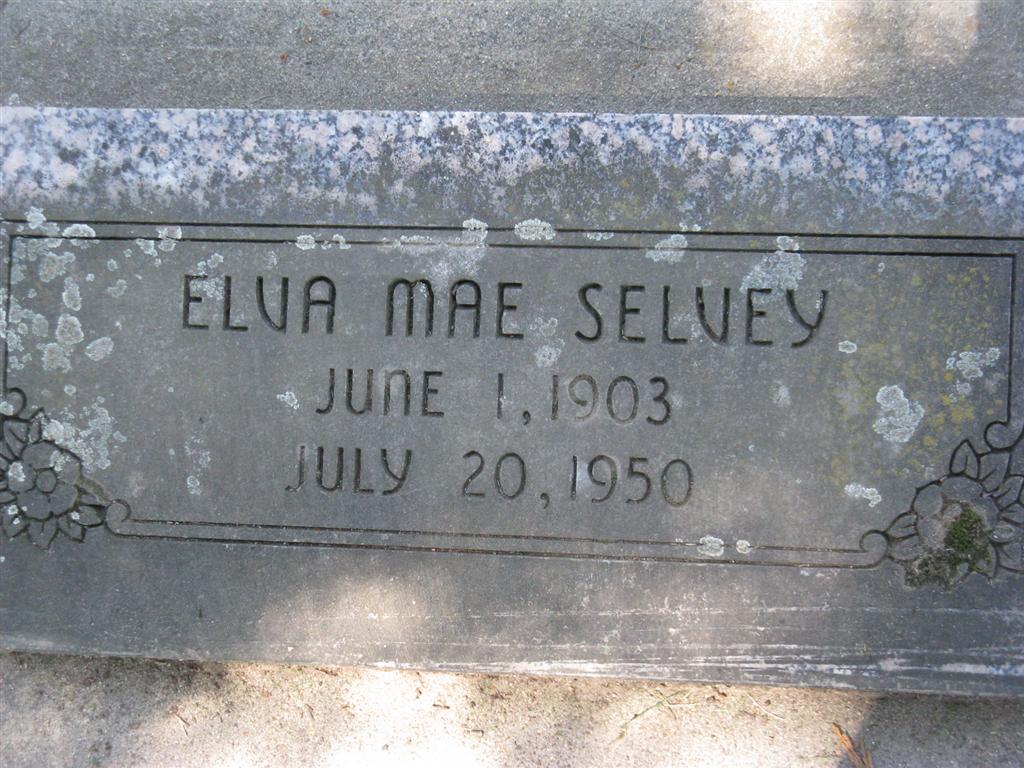 ELVA MAE SELVEY
JUNE 1, 1903
JULY 20, 1950